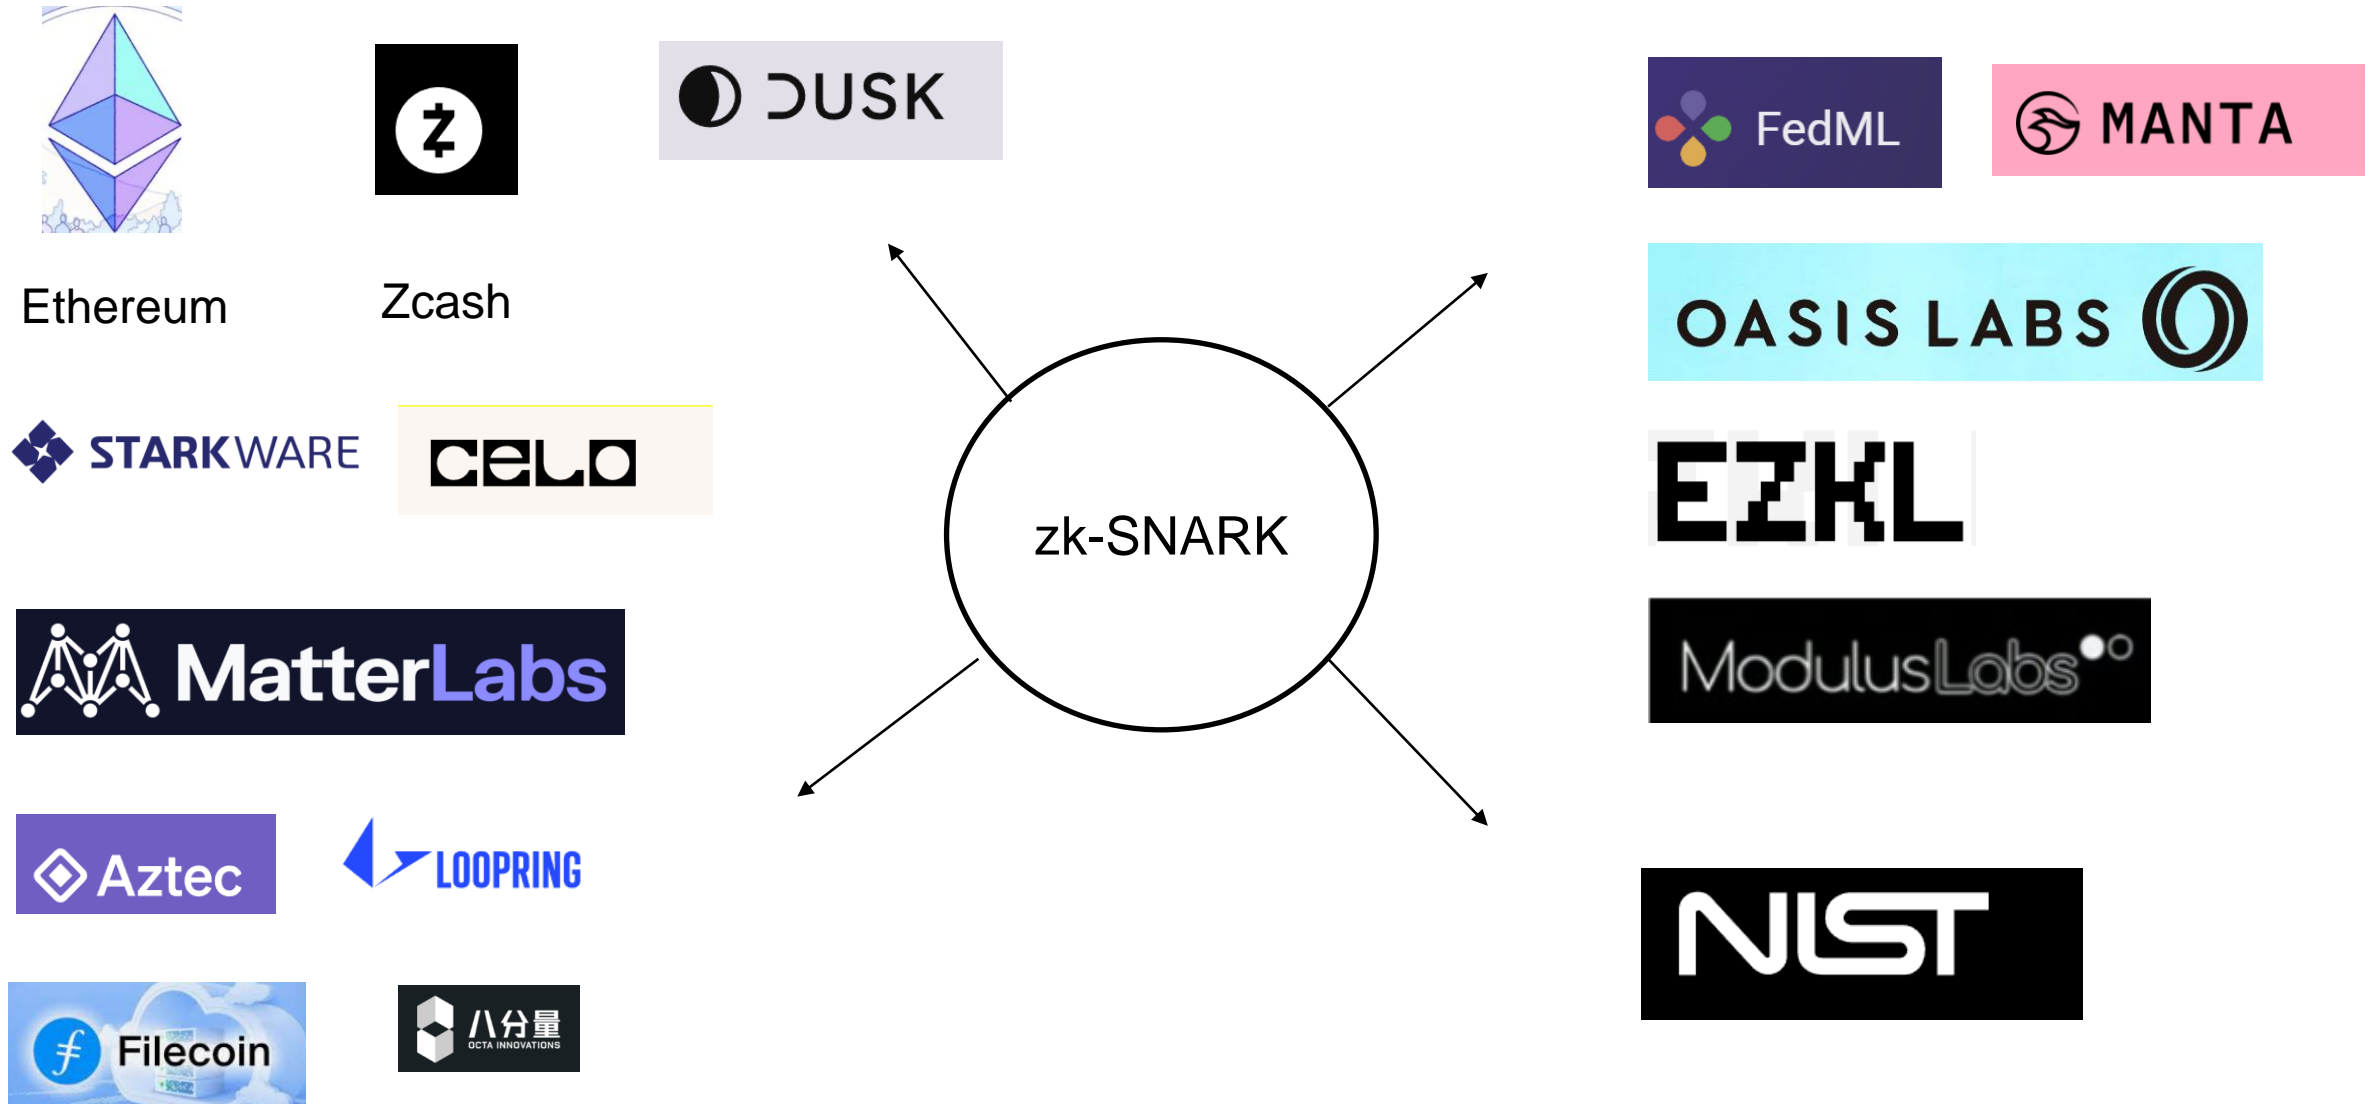 DUSK
FedML
MANTA
Ethereum
Zcash
OASIS LABS
STARKWARE
CELO
EZKL
zk-SNARK
MatterLabs
ModulusLabs
Aztec
LOOPRING
NIST
Filecoin
八分量
OCTA INNOVATIONS